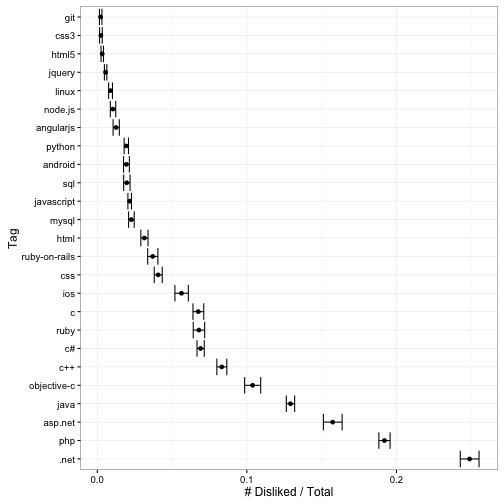 git
css3
html5
jquery
linux
node.js
angularjs
python
android
sql
javascript
mysql
html
ruby-on-rails
css
ios
c
ruby
c#
c++
objective-c
java
asp.net
php
.net
Tag
0.0 0.1 0.2
# Disliked / Total